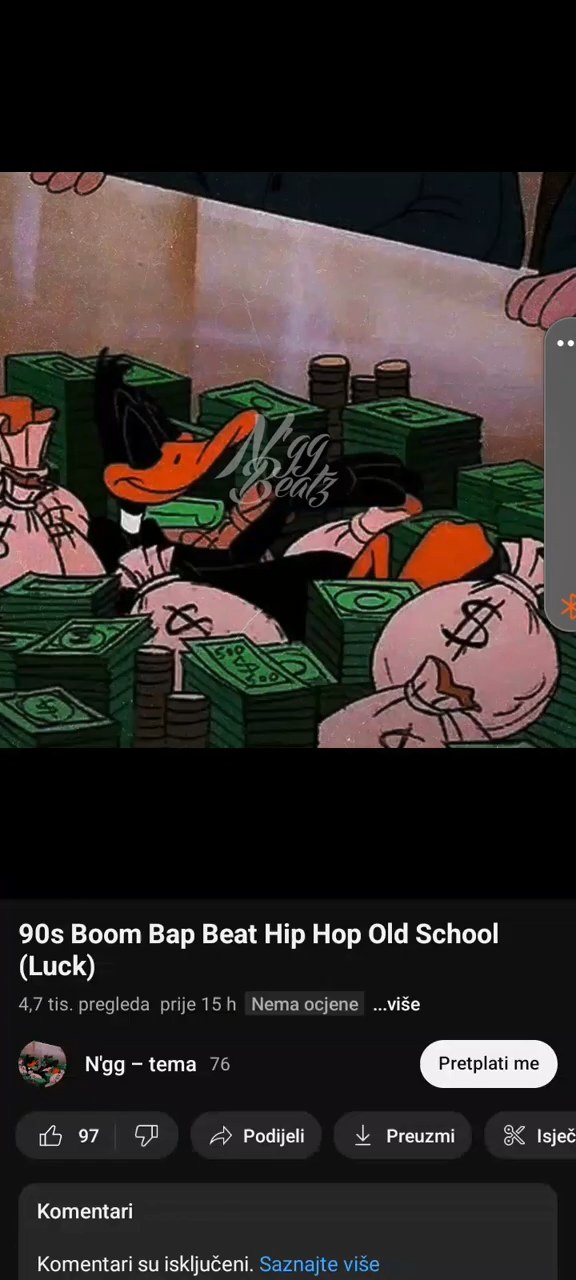 N'gg
Beatz
$
$
500
90s Boom Bap Beat Hip Hop Old School
(Luck)
4,7 tis. pregleda prije 15 h Nema ocjene ...više
N'gg – tema 76 Pretplati me
97 Podijeli Preuzmi Isječ
Komentari
Komentari su isključeni. Saznajte više